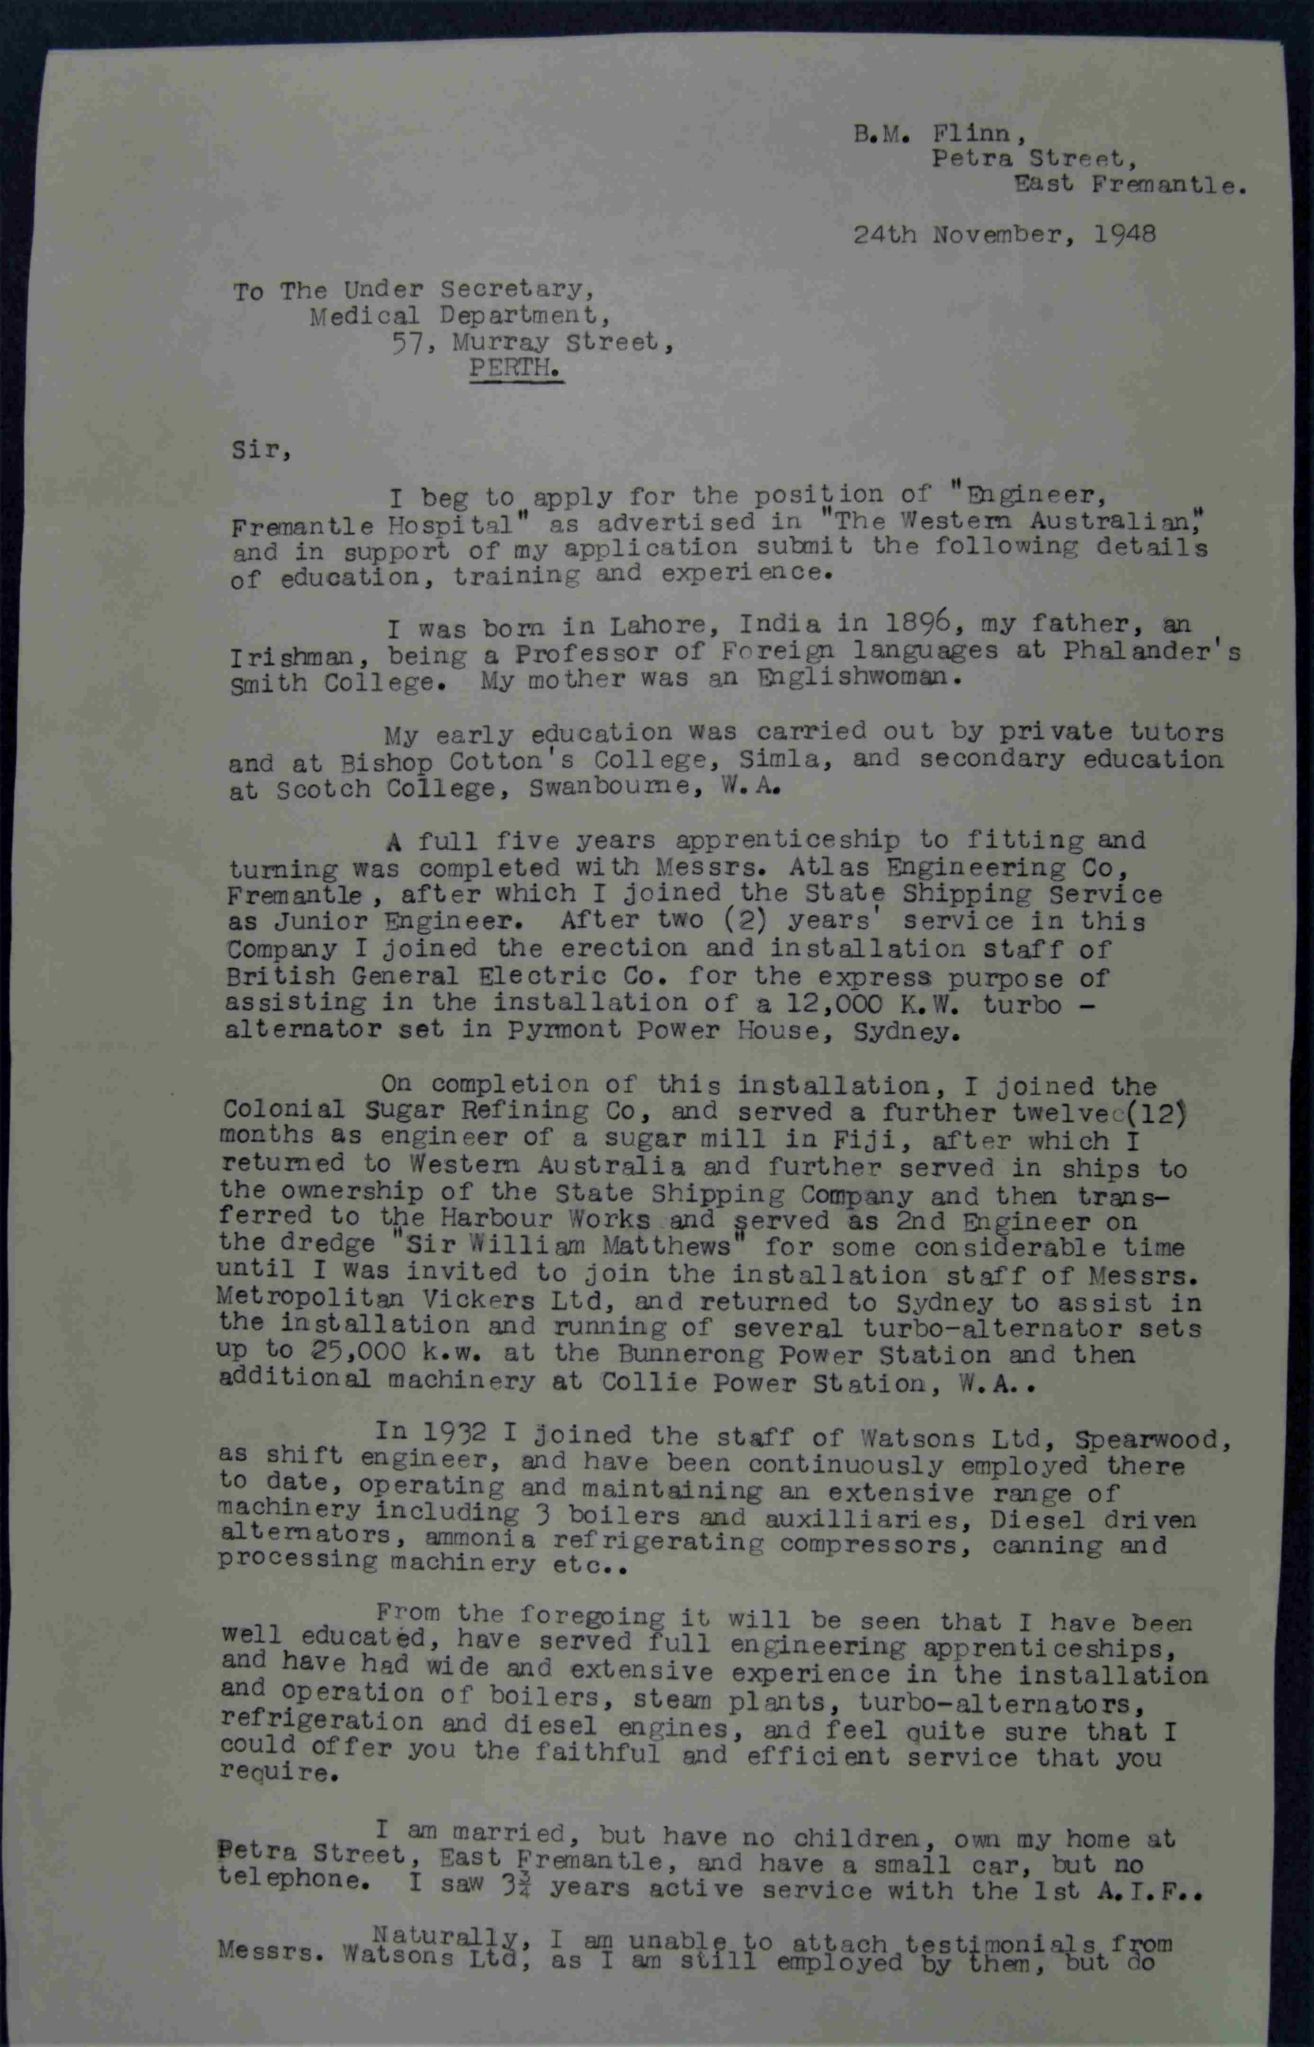 B.M. Flinn,
Petra Street,
East Fremantle.
24th November, 1948
To The Under Secretary,
Medical Department,
57, Murray Street,
PERTH.
Sir,
I beg to apply for the position of "Engineer,
Fremantle Hospital" as advertised in "The Western Australian,"
and in support of my application submit the following details
of education, training and experience.
I was born in Lahore, India in 1896, my father, an
Irishman, being a Professor of Foreign languages at Phalander's
Smith College. My mother was an Englishwoman.
My early education was carried out by private tutors
and at Bishop Cotton's College, Simla, and secondary education
at Scotch College, Swanbourne, W.A.
A full five years apprenticeship to fitting and
turning was completed with Messrs. Atlas Engineering Co,
Fremantle, after which I joined the State Shipping Service
as Junior Engineer. After two (2) years' service in this
Company I joined the erection and installation staff of
British General Electric Co. for the express purpose of
assisting in the installation of a 12,000 K.W. turbo -
alternator set in Pyrmont Power House, Sydney.
On completion of this installation, I joined the
Colonial Sugar Refining Co, and served a further twelvec(12)
months as engineer of a sugar mill in Fiji, after which I
returned to Western Australia and further served in ships to
the ownership of the State Shipping Company and then trans-
ferred to the Harbour Works and served as 2nd Engineer on
the dredge "Sir William Matthews" for some considerable time
until I was invited to join the installation staff of Messrs.
Metropolitan Vickers Ltd, and returned to Sydney to assist in
the installation and running of several turbo-alternator sets
up to 25,000 k.w. at the Bunnerong Power Station and then
additional machinery at Collie Power Station, W.A..
In 1932 I joined the staff of Watsons Ltd, Spearwood,
as shift engineer, and have been continuously employed there
to date, operating and maintaining an extensive range of
machinery including 3 boilers and auxilliaries, Diesel driven
alternators, ammonia refrigerating compressors, canning and
processing machinery etc..
From the foregoing it will be seen that I have been
well educated, have served full engineering apprenticeships,
and have had wide and extensive experience in the installation
and operation of boilers, steam plants, turbo-alternators,
refrigeration and diesel engines, and feel quite sure that I
could offer you the faithful and efficient service that you
require.
I am married, but have no children, own my home at
Petra Street, East Fremantle, and have a small car, but no
telephone. I saw 3¾ years active service with the 1st A.I.F..
Naturally, I am unable to attach testimonials from
Messrs. Watsons Ltd, as I am still employed by them, but do